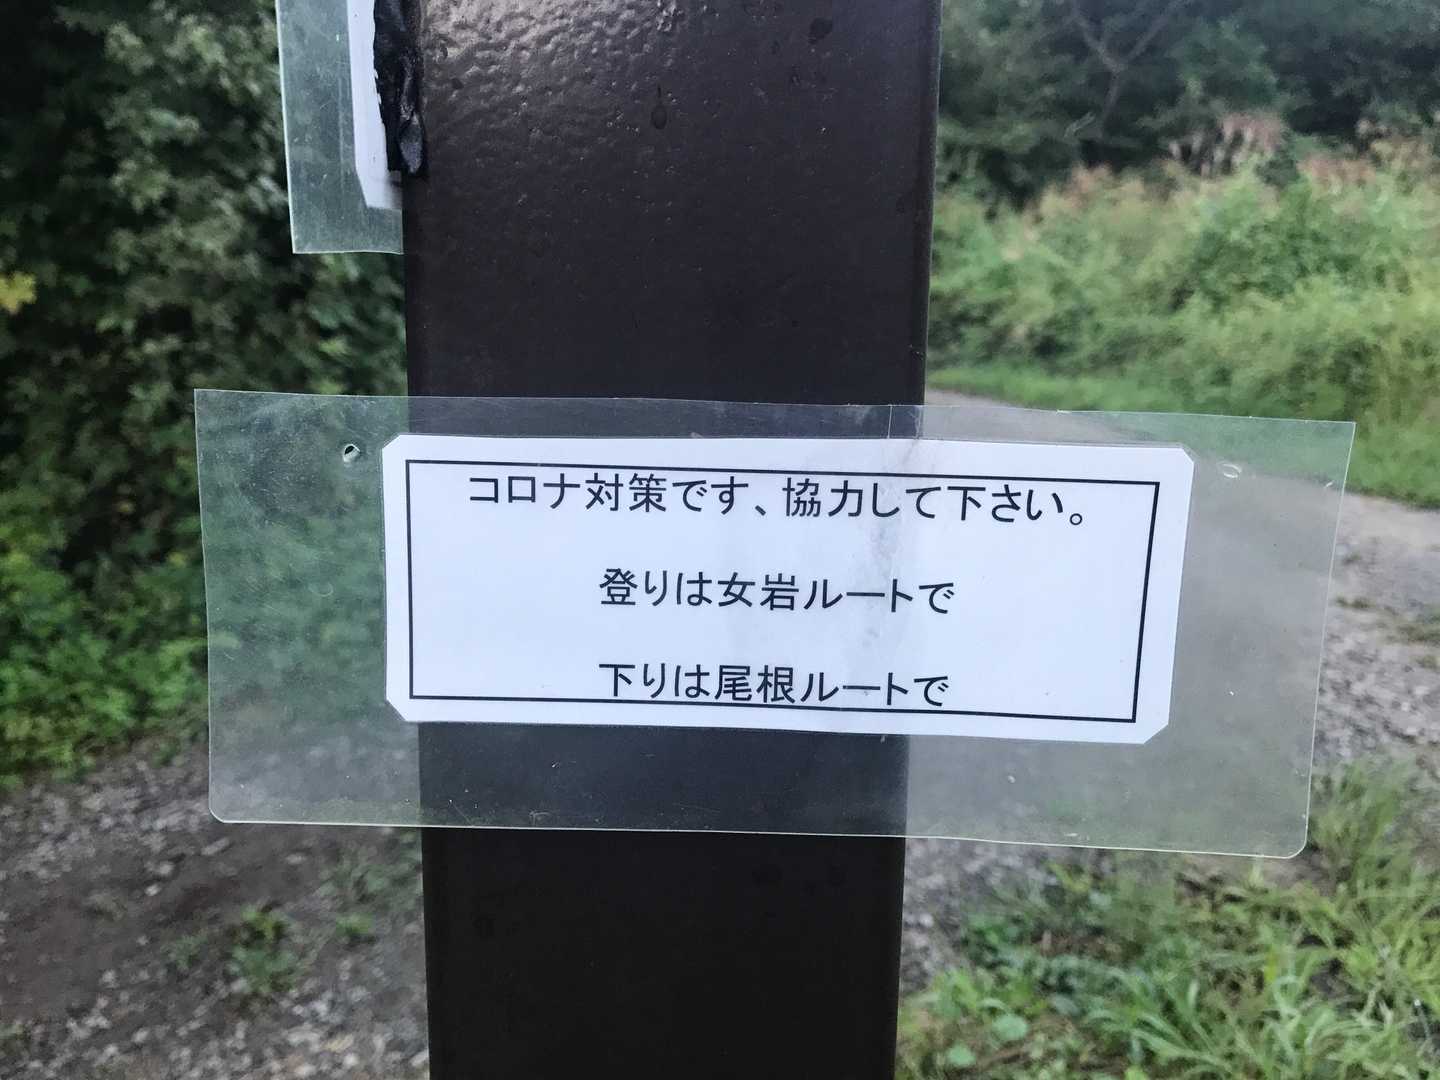 コロナ対策です、協力して下さい。
登りは女岩ルートで
下りは尾根ルートで